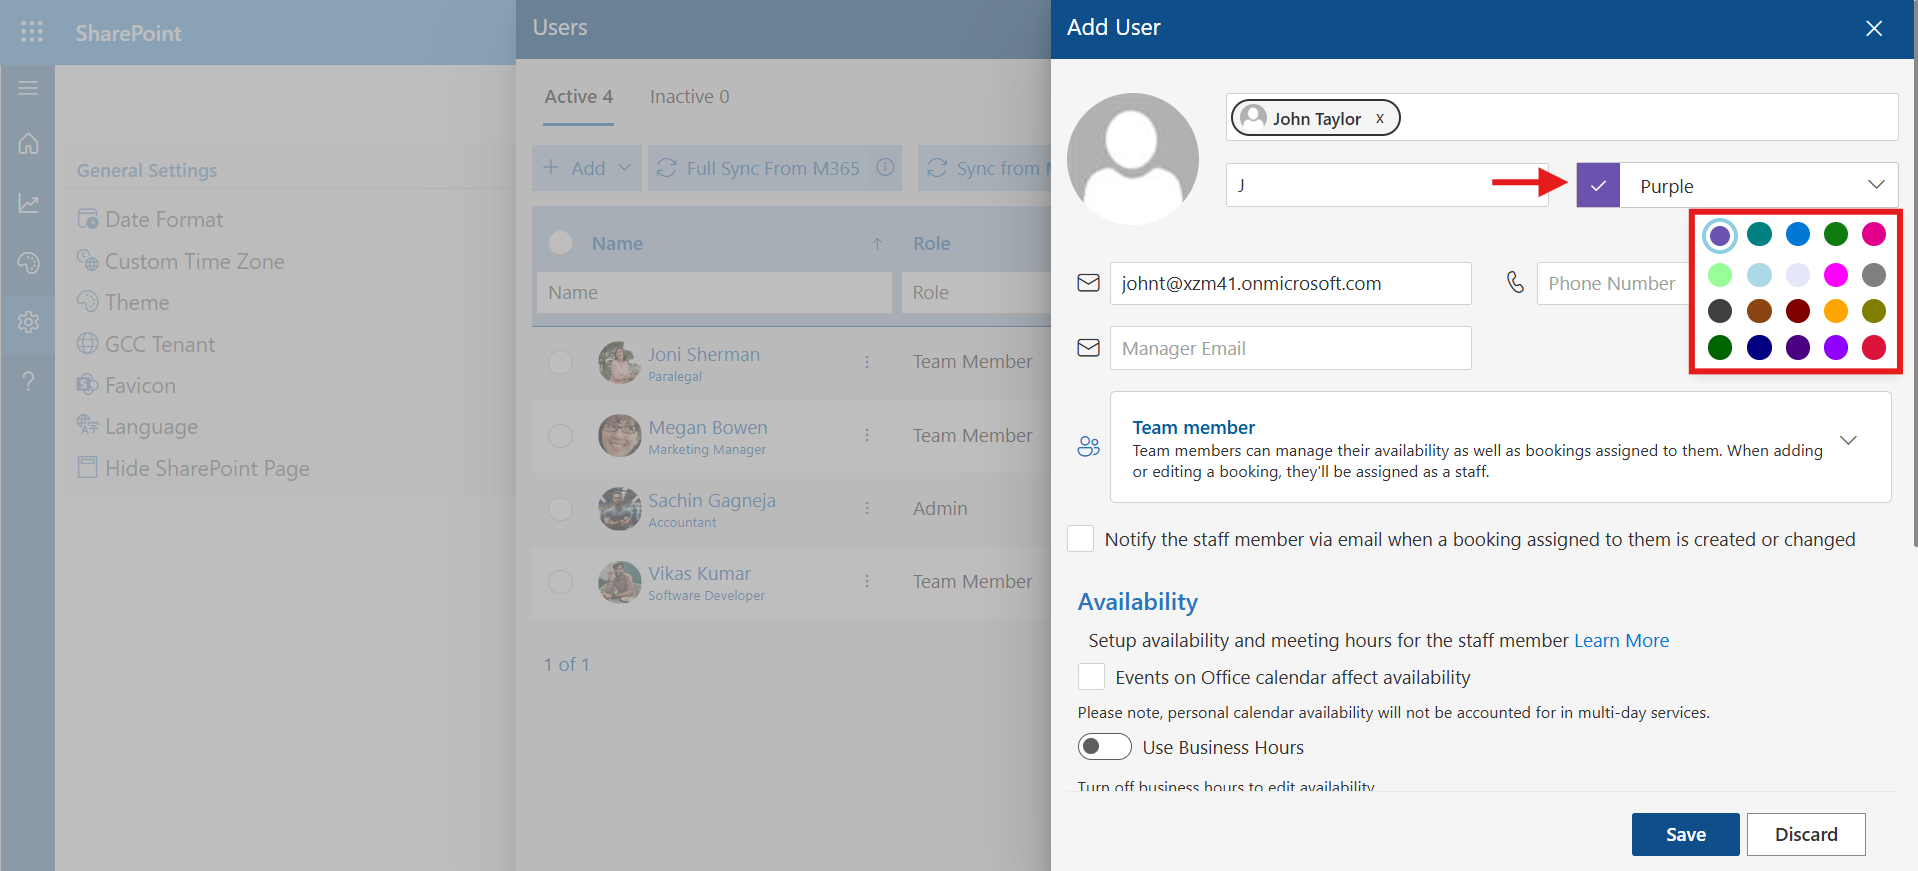 SharePoint
General Settings
Date Format
Custom Time Zone
Theme
GCC Tenant
Favicon
Language
Hide SharePoint Page
Users
Active 4
Inactive 0
Add
Full Sync From M365
Sync from M
Name
Role
Name
Role
Joni Sherman
Paralegal
Team Member
Megan Bowen
Marketing Manager
Team Member
Sachin Gagneja
Accountant
Admin
Vikas Kumar
Software Developer
Team Member
1 of 1
Add User
John Taylor x
J
Purple
johnt@xzm41.onmicrosoft.com
Phone Number
Manager Email
Team member
Team members can manage their availability as well as bookings assigned to them. When adding
or editing a booking, they'll be assigned as a staff.
Notify the staff member via email when a booking assigned to them is created or changed
Availability
Setup availability and meeting hours for the staff member Learn More
Events on Office calendar affect availability
Please note, personal calendar availability will not be accounted for in multi-day services.
Use Business Hours
Turn off business hours to edit availability
Save
Discard